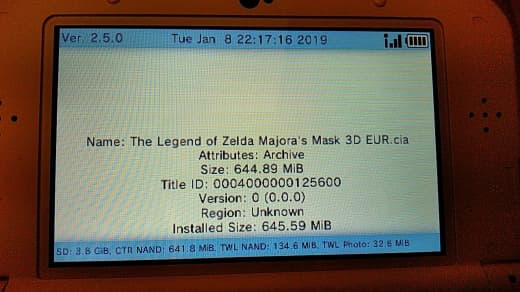 Ver. 2.5.0 Tue Jan 8 22:17:16 2019
Name: The Legend of Zelda Majora's Mask 3D EUR.cia
Attributes: Archive
Size: 644.89 MiB
Title ID: 0004000000125600
Version: 0 (0.0.0)
Region: Unknown
Installed Size: 645.59 MiB
SD: 3.8 GiB, CTR NAND: 641.8 MiB, TWL NAND: 134.6 MiB, TWL Photo: 32.6 MiB